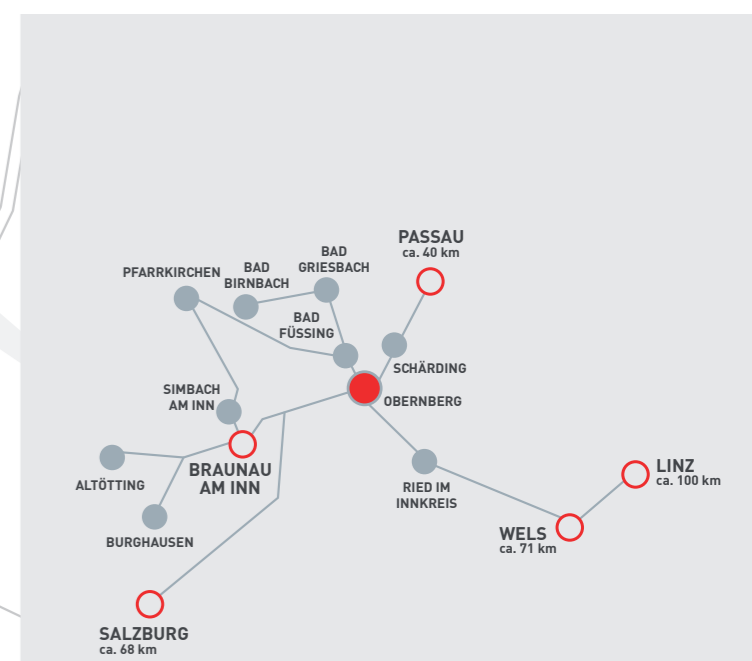 PASSAU
ca. 40 km
BAD
GRIESBACH
BAD
BIRNBACH
PFARRKIRCHEN
BAD
FÜSSING
SCHÄRDING
SIMBACH
AM INN
OBERNBERG
BRAUNAU
AM INN
ALTÖTTING
RIED IM
INNKREIS
LINZ
ca. 100 km
BURGHAUSEN
WELS
ca. 71 km
SALZBURG
ca. 68 km